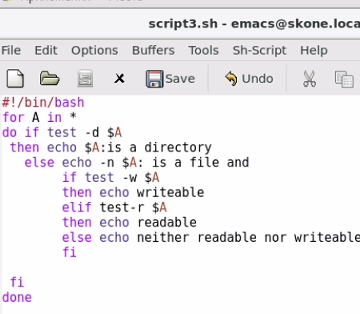 script3.sh - emacs@skone.loca
File Edit Options Buffers Tools Sh-Script Help
Save Undo
#!/bin/bash
for A in *
do if test -d $A
then echo $A:is a directory
else echo -n $A: is a file and
if test -w $A
then echo writeable
elif test-r $A
then echo readable
else echo neither readable nor writeable
fi
fi
done